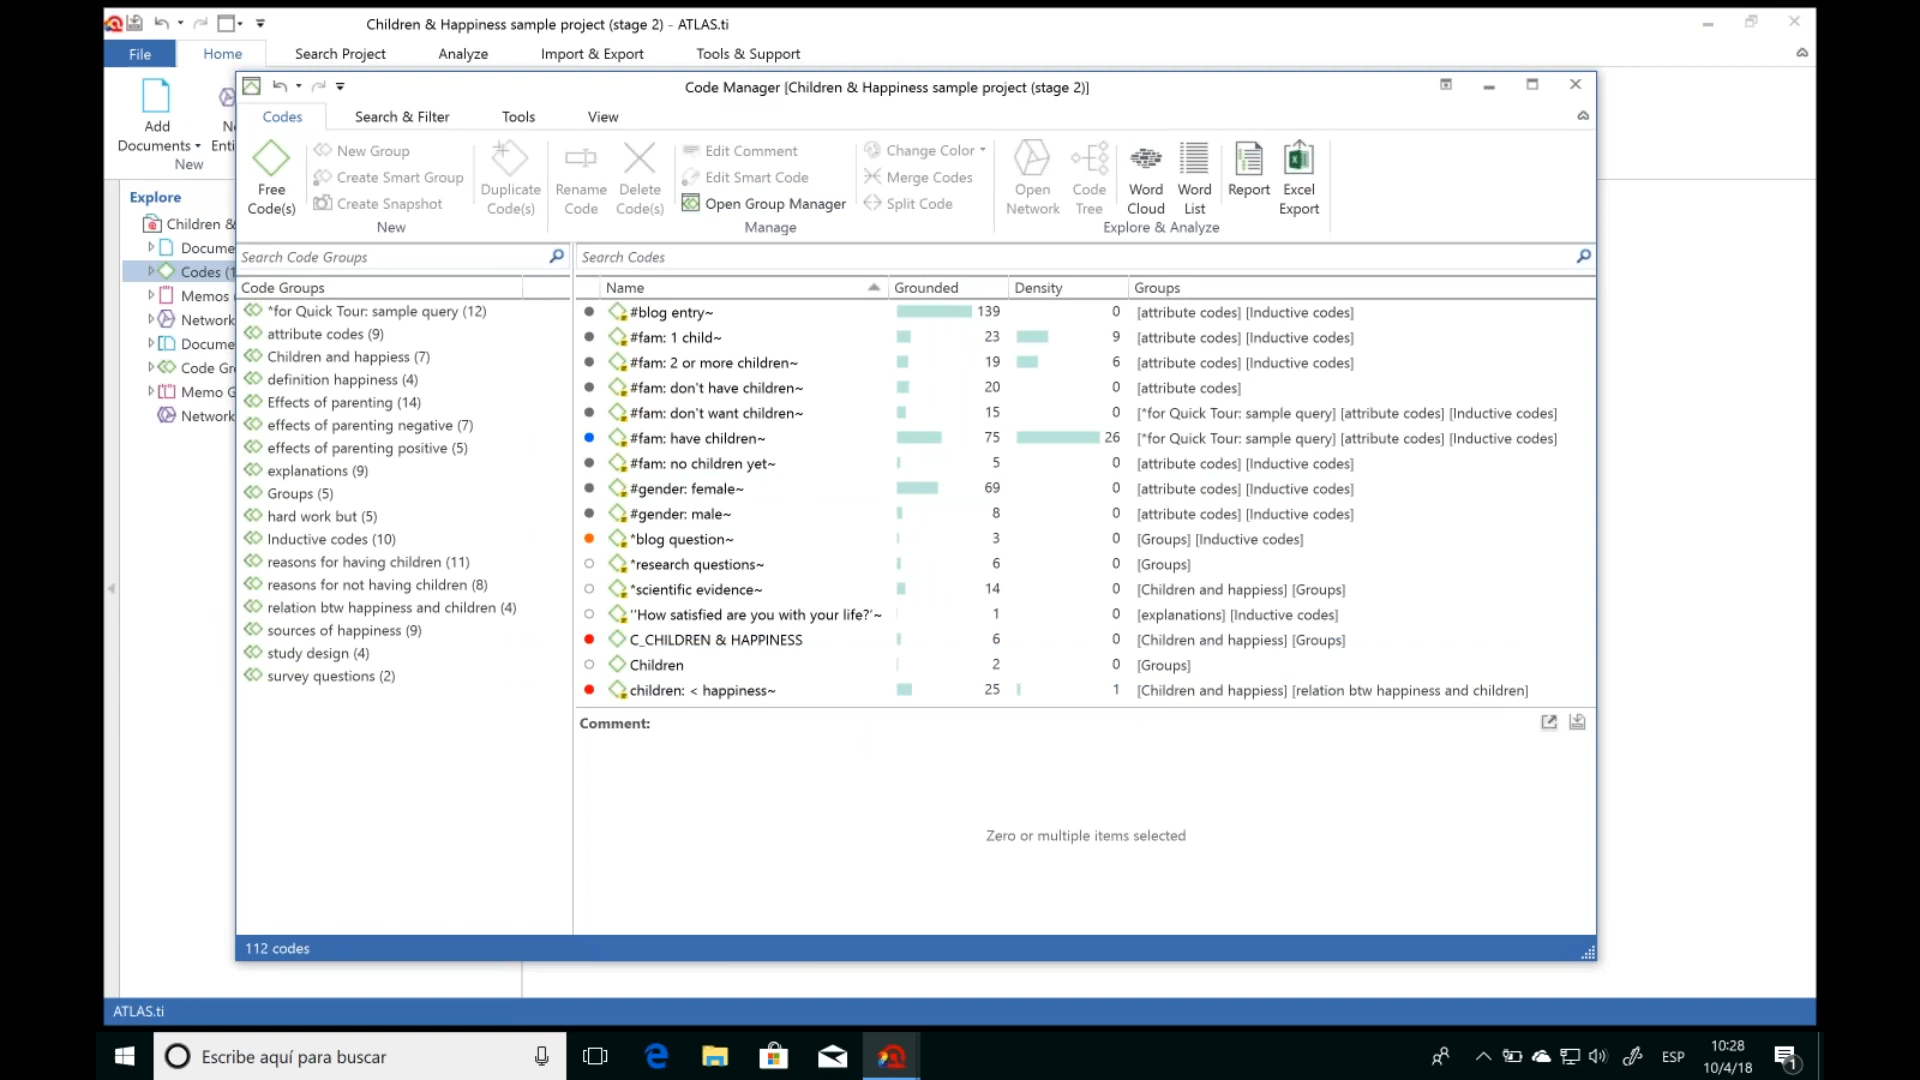 Children & Happiness sample project (stage 2) - ATLAS.ti
File Home Search Project Analyze Import & Export Tools & Support
Add
Documents
New
Code Manager [Children & Happiness sample project (stage 2)]
Codes Search & Filter Tools View
Free
Code(s)
New Group
Create Smart Group
Create Snapshot
Duplicate
Code(s)
New
Rename
Code
Delete
Code(s)
Edit Comment
Edit Smart Code
Open Group Manager
Change Color
Merge Codes
Split Code
Manage
Open
Network
Code
Tree
Word
Cloud
Word
List
Report
Excel
Export
Explore & Analyze
Explore
Children &
Docume
Codes (1
Memos
Network
Docume
Code Gr
Memo G
Network
Search Code Groups
Code Groups
*for Quick Tour: sample query (12)
attribute codes (9)
Children and happiess (7)
definition happiness (4)
Effects of parenting (14)
effects of parenting negative (7)
effects of parenting positive (5)
explanations (9)
Groups (5)
hard work but (5)
Inductive codes (10)
reasons for having children (11)
reasons for not having children (8)
relation btw happiness and children (4)
sources of happiness (9)
study design (4)
survey questions (2)
Search Codes
Name Grounded Density Groups
#blog entry~ 139 0 [attribute codes] [Inductive codes]
#fam: 1 child~ 23 9 [attribute codes] [Inductive codes]
#fam: 2 or more children~ 19 6 [attribute codes] [Inductive codes]
#fam: don't have children~ 20 0 [attribute codes]
#fam: don't want children~ 15 0 [*for Quick Tour: sample query] [attribute codes] [Inductive codes]
#fam: have children~ 75 26 [*for Quick Tour: sample query] [attribute codes] [Inductive codes]
#fam: no children yet~ 5 0 [attribute codes] [Inductive codes]
#gender: female~ 69 0 [attribute codes] [Inductive codes]
#gender: male~ 8 0 [attribute codes] [Inductive codes]
*blog question~ 3 0 [Groups] [Inductive codes]
*research questions~ 6 0 [Groups]
*scientific evidence~ 14 0 [Children and happiess] [Groups]
''How satisfied are you with your life?'~ 1 0 [explanations] [Inductive codes]
C_CHILDREN & HAPPINESS 6 0 [Children and happiess] [Groups]
Children 2 0 [Groups]
children: < happiness~ 25 1 [Children and happiess] [relation btw happiness and children]
Comment:
Zero or multiple items selected
112 codes
ATLAS.ti
Escribe aquí para buscar
ESP
10:28
10/4/18
1